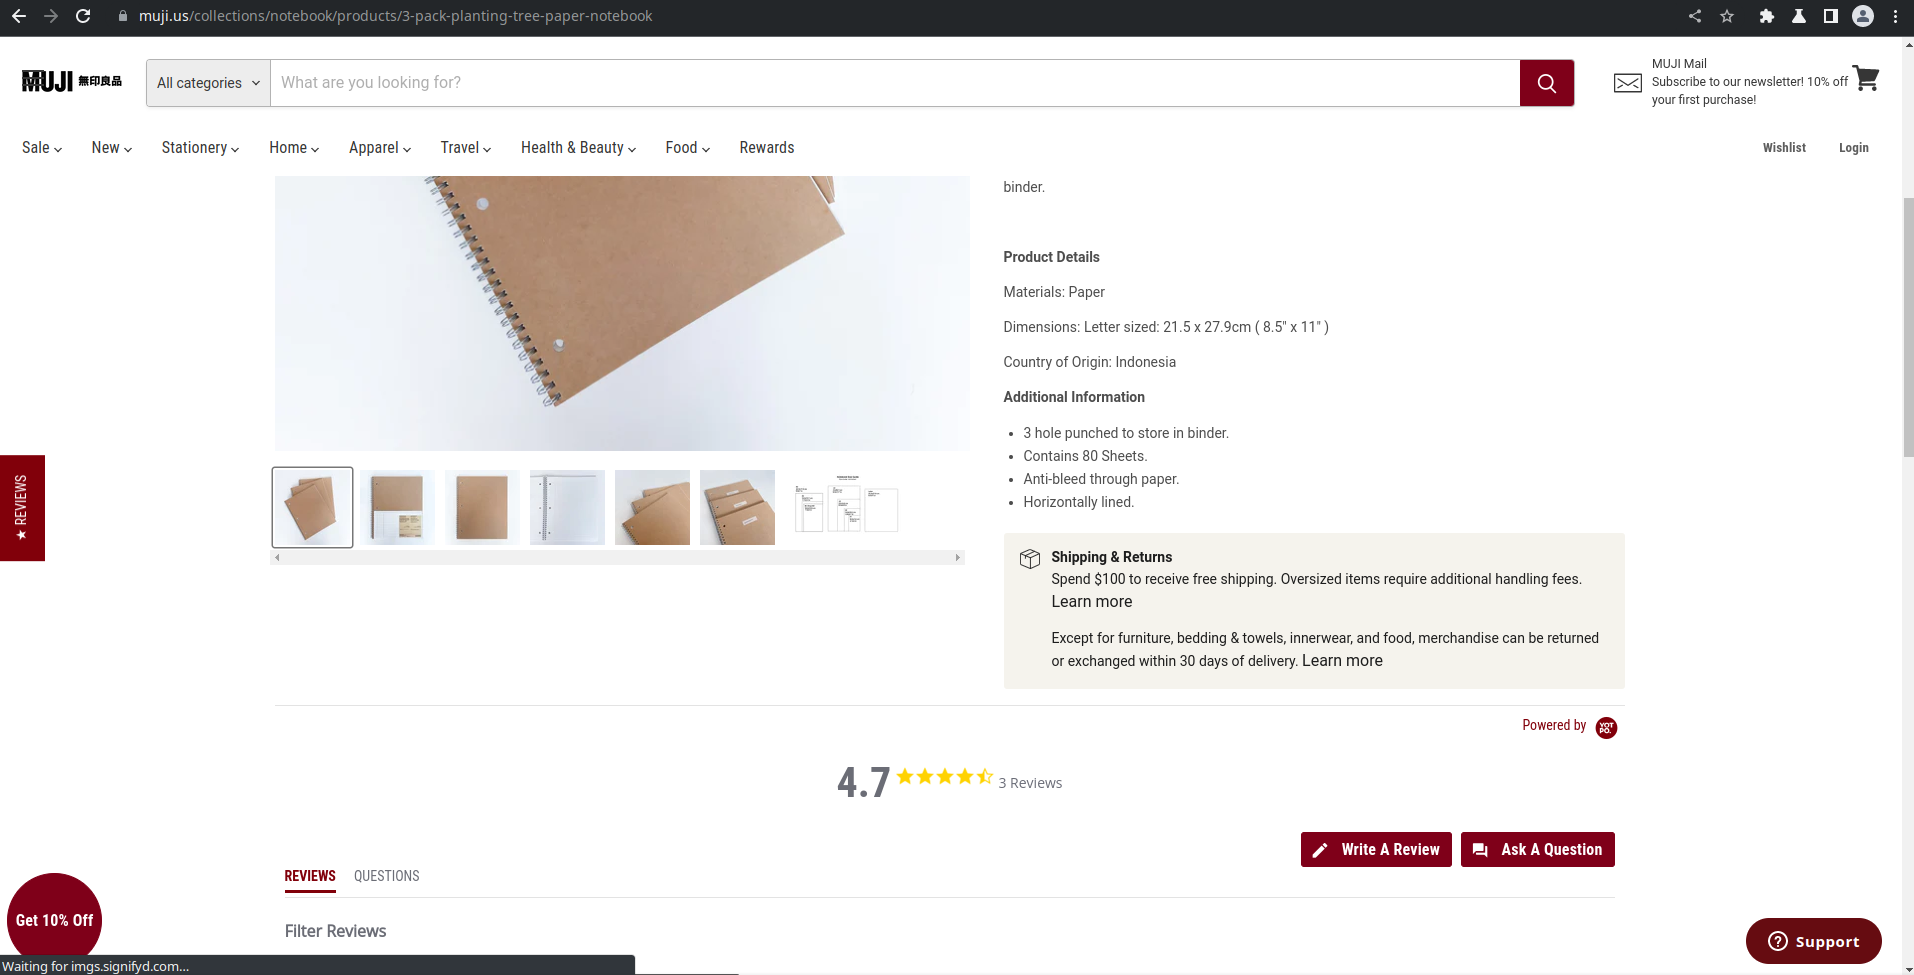 muji.us/collections/notebook/products/3-pack-planting-tree-paper-notebook
MUJI 無印良品
All categories
What are you looking for?
MUJI Mail
Subscribe to our newsletter! 10% off
your first purchase!
Sale
New
Stationery
Home
Apparel
Travel
Health & Beauty
Food
Rewards
Wishlist
Login
binder.
Product Details
Materials: Paper
Dimensions: Letter sized: 21.5 x 27.9cm ( 8.5" x 11" )
Country of Origin: Indonesia
Additional Information
3 hole punched to store in binder.
Contains 80 Sheets.
Anti-bleed through paper.
Horizontally lined.
★ REVIEWS
Shipping & Returns
Spend $100 to receive free shipping. Oversized items require additional handling fees.
Learn more
Except for furniture, bedding & towels, innerwear, and food, merchandise can be returned
or exchanged within 30 days of delivery. Learn more
Powered by
YOT
PO.
4.7
3 Reviews
Write A Review
Ask A Question
REVIEWS
QUESTIONS
Get 10% Off
Filter Reviews
Support
Waiting for imgs.signifyd.com...